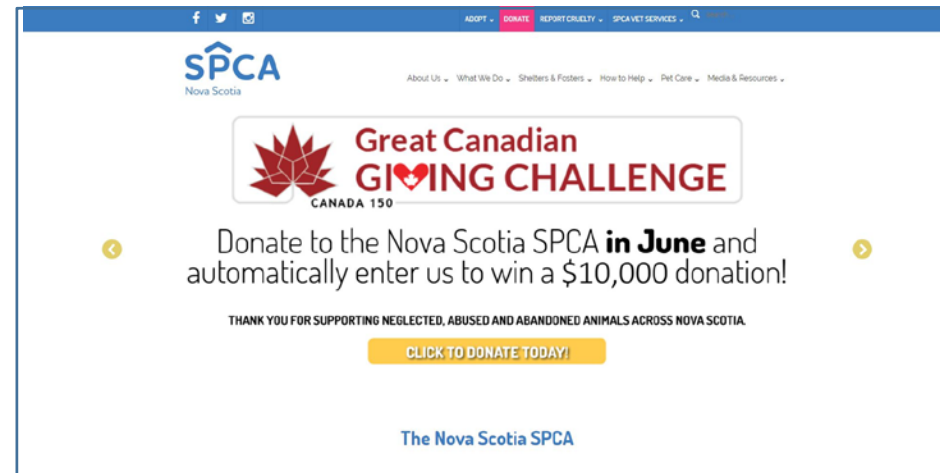 ADOPT DONATE REPORT CRUELTY SPCA VET SERVICES
SPCA
Nova Scotia
About Us What We Do Shelters & Fosters How to Help Pet Care Media & Resources
Great Canadian
GIVING CHALLENGE
CANADA 150
Donate to the Nova Scotia SPCA in June and
automatically enter us to win a $10,000 donation!
THANK YOU FOR SUPPORTING NEGLECTED, ABUSED AND ABANDONED ANIMALS ACROSS NOVA SCOTIA.
CLICK TO DONATE TODAY!
The Nova Scotia SPCA